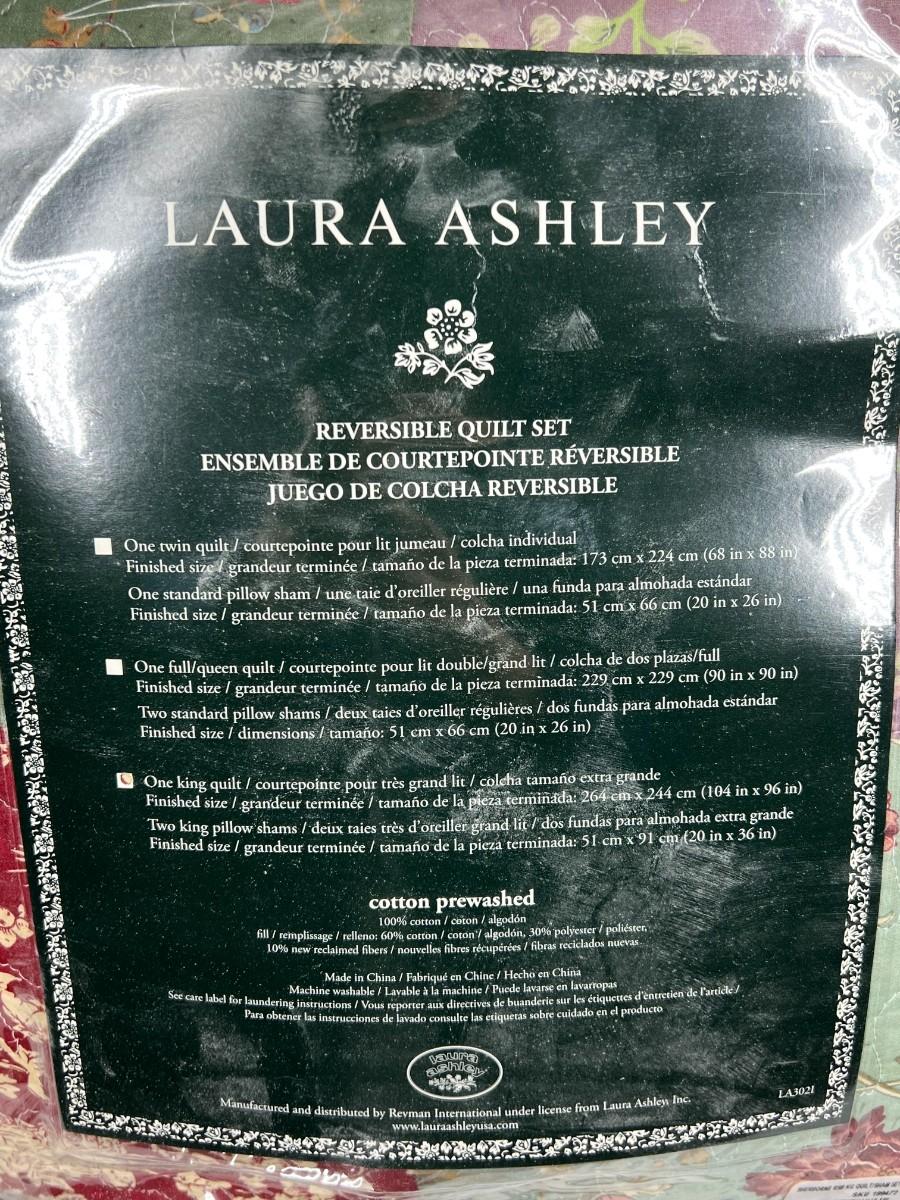 LAURA ASHLEY
REVERSIBLE QUILT SET
ENSEMBLE DE COURTEPOINTE RÉVERSIBLE
JUEGO DE COLCHA REVERSIBLE
One twin quilt / courtepointe pour lit jumeau / colcha individual
Finished size / grandeur terminée / tamaño de la pieza terminada: 173 cm x 224 cm (68 in x 88 in)
One standard pillow sham / une taie d'oreiller régulière / una funda para almohada estándar
Finished size / grandeur terminée / tamaño de la pieza terminada: 51 cm x 66 cm (20 in x 26 in)
One full/queen quilt / courtepointe pour lit double/grand lit / colcha de dos plazas/full
Finished size / grandeur terminée / tamaño de la pieza terminada: 229 cm x 229 cm (90 in x 90 in)
Two standard pillow shams / deux taies d'oreiller régulières / dos fundas para almohada estándar
Finished size / dimensions / tamaño: 51 cm x 66 cm (20 in x 26 in)
One king quilt / courtepointe pour très grand lit / colcha tamaño extra grande
Finished size / grandeur terminée / tamaño de la pieza terminada: 264 cm x 244 cm (104 in x 96 in)
Two king pillow shams / deux taies très d'oreiller grand lit / dos fundas para almohada extra grande
Finished size / grandeur terminée / tamaño de la pieza terminada: 51 cm x 91 cm (20 in x 36 in)
cotton prewashed
100% cotton / coton / algodón
fill / remplissage / relleno: 60% cotton / coton / algodón, 30% polyester / poliéster,
10% new reclaimed fibers / nouvelles fibres récupérées / fibras reciclados nuevas
Made in China / Fabriqué en Chine / Hecho en China
Machine washable / Lavable à la machine / Puede lavarse en lavarropas
See care label for laundering instructions / Vous reporter aux directives de buanderie sur les étiquettes d'entretien de l'article /
Para obtener las instrucciones de lavado consulte las etiquetas sobre cuidado en el producto
laura
ashley
Manufactured and distributed by Revman International under license from Laura Ashley, Inc.
www.lauraashleyusa.com
LA302I